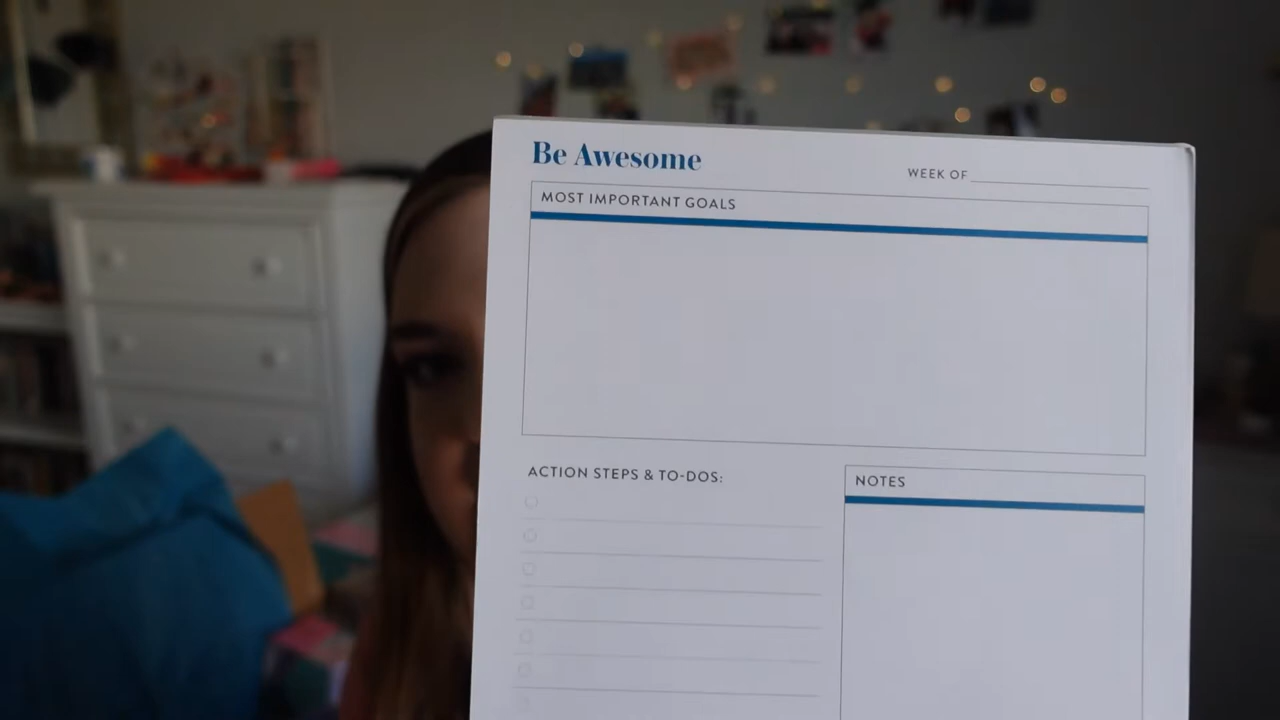 Be Awesome
WEEK OF
MOST IMPORTANT GOALS
ACTION STEPS & TO-DOS:
NOTES